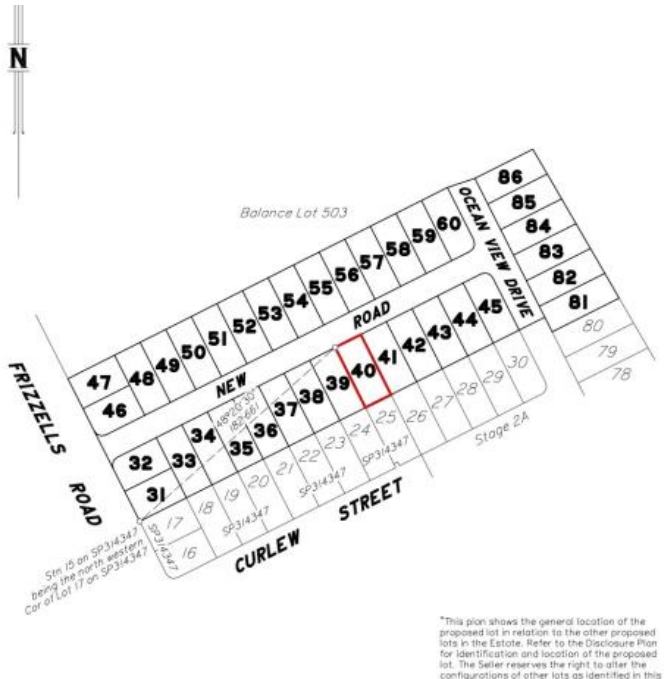 N
Balance Lot 503
86
85
84
83
82
81
80
79
78
OCEAN VIEW DRIVE
60
59
58
57
56
55
54
53
52
51
50
49
48
47
46
NEW ROAD
45
44
43
42
41
40
39
38
37
36
35
34
33
32
31
48°20'30"
182·661
30
29
28
27
26
25
24
23
22
21
20
19
18
17
16
SP314347
SP314347
SP314347
SP314347
Stage 2A
FRIZZELLS ROAD
CURLEW STREET
Stn 15 on SP314347
being the north western
Cor of Lot 17 on SP314347
"This plan shows the general location of the
proposed lot in relation to the other proposed
lots in the Estate. Refer to the Disclosure Plan
for identification and location of the proposed
lot. The Seller reserves the right to alter the
configurations of other lots as identified in this